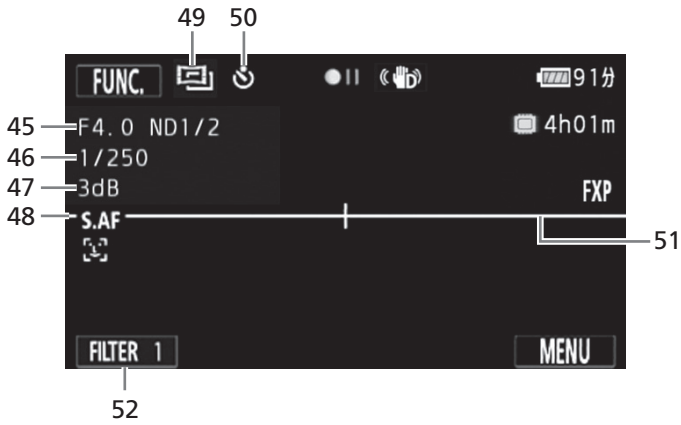 49 50
FUNC. 91分
45 F4.0 ND1/2 4h01m
46 1/250
47 3dB FXP
48 S.AF
51
FILTER 1 MENU
52